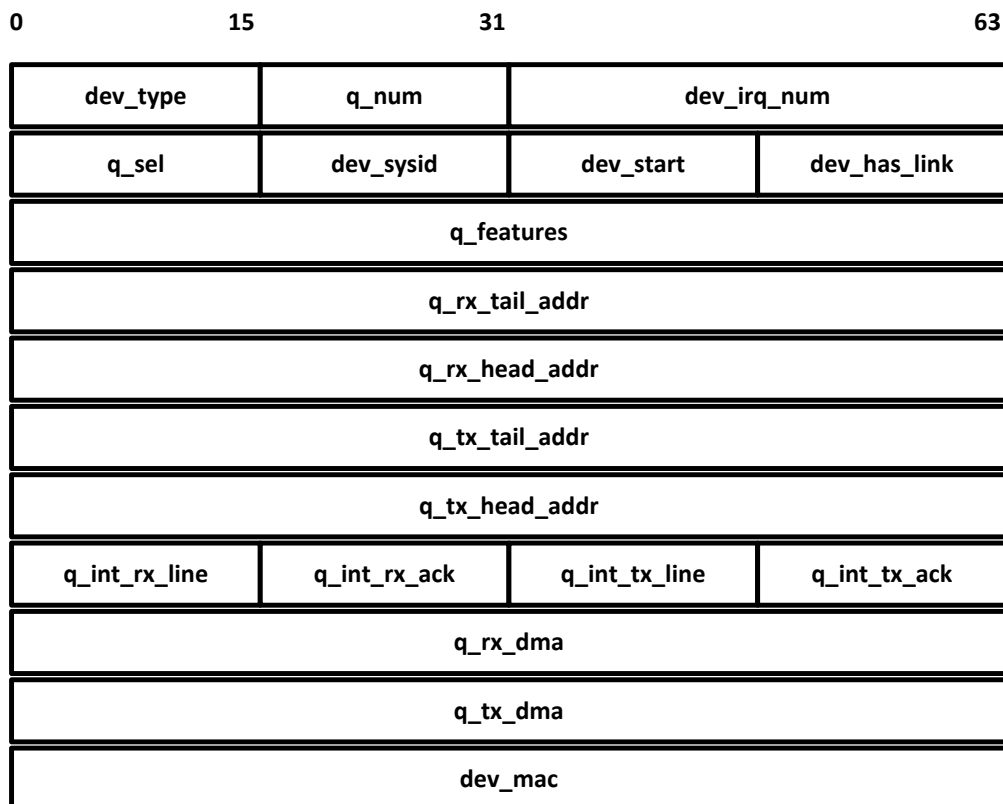 0 15 31 63
dev_type q_num dev_irq_num
q_sel dev_sysid dev_start dev_has_link
q_features
q_rx_tail_addr
q_rx_head_addr
q_tx_tail_addr
q_tx_head_addr
q_int_rx_line q_int_rx_ack q_int_tx_line q_int_tx_ack
q_rx_dma
q_tx_dma
dev_mac